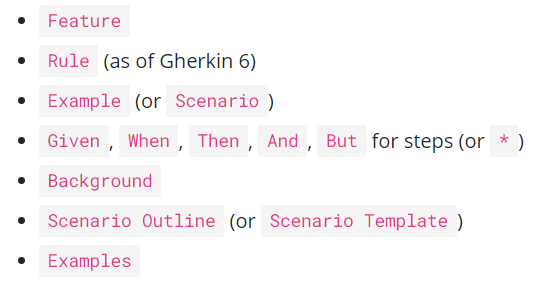 • Feature
• Rule (as of Gherkin 6)
• Example (or Scenario)
• Given, When, Then, And, But for steps (or *)
• Background
• Scenario Outline (or Scenario Template)
• Examples